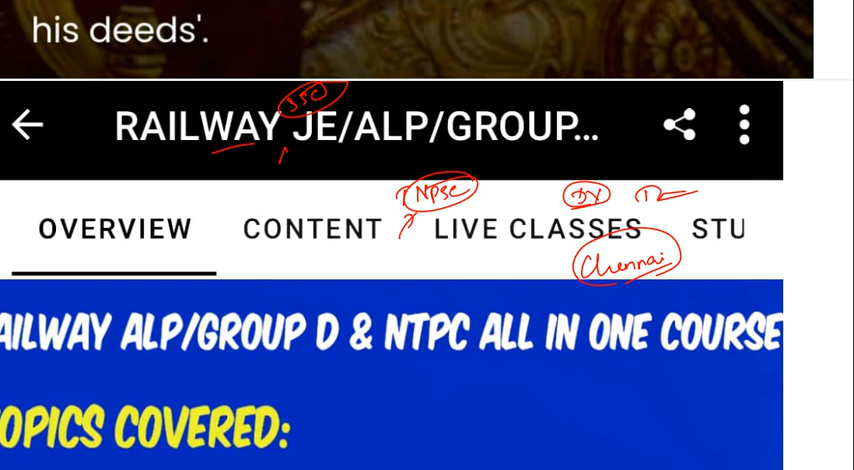 his deeds'.
SSC
RAILWAY JE/ALP/GROUP...
TNPSC
OVERVIEW CONTENT LIVE CLASSES STU
Chennai
AILWAY ALP/GROUP D & NTPC ALL IN ONE COURSE
OPICS COVERED: